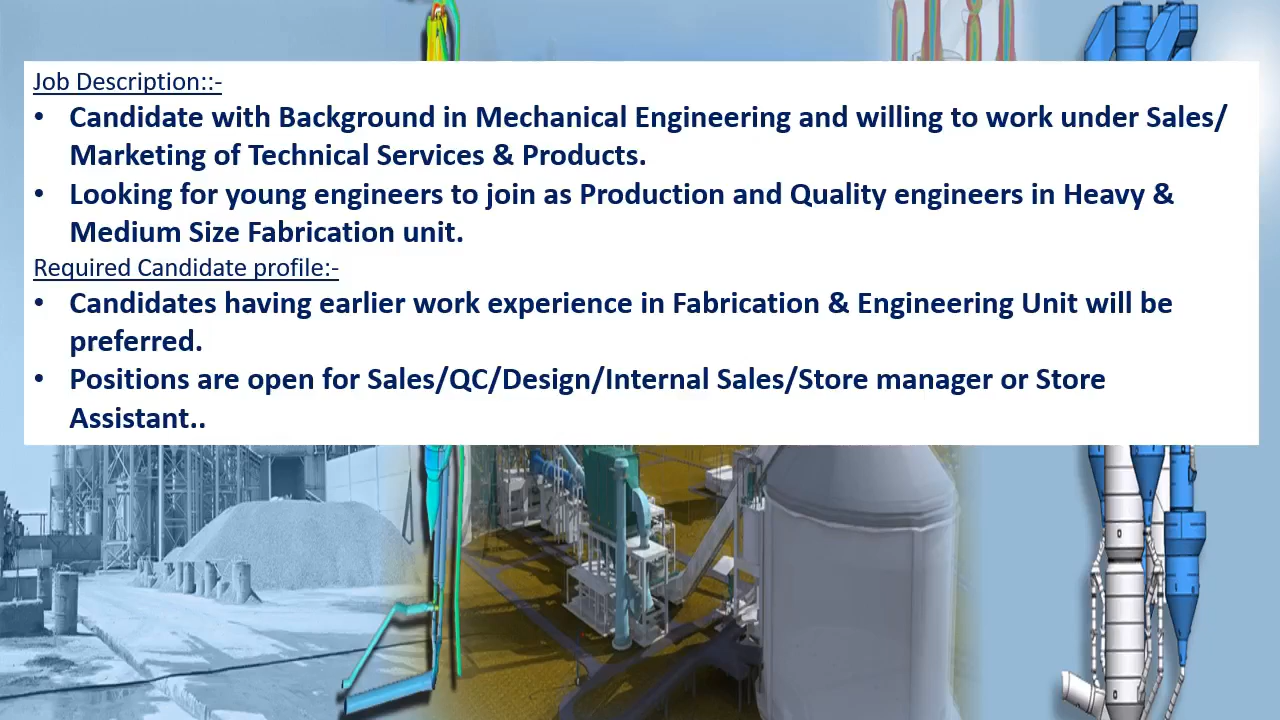 Job Description::-
• Candidate with Background in Mechanical Engineering and willing to work under Sales/
Marketing of Technical Services & Products.
• Looking for young engineers to join as Production and Quality engineers in Heavy &
Medium Size Fabrication unit.
Required Candidate profile:-
• Candidates having earlier work experience in Fabrication & Engineering Unit will be
preferred.
• Positions are open for Sales/QC/Design/Internal Sales/Store manager or Store
Assistant..